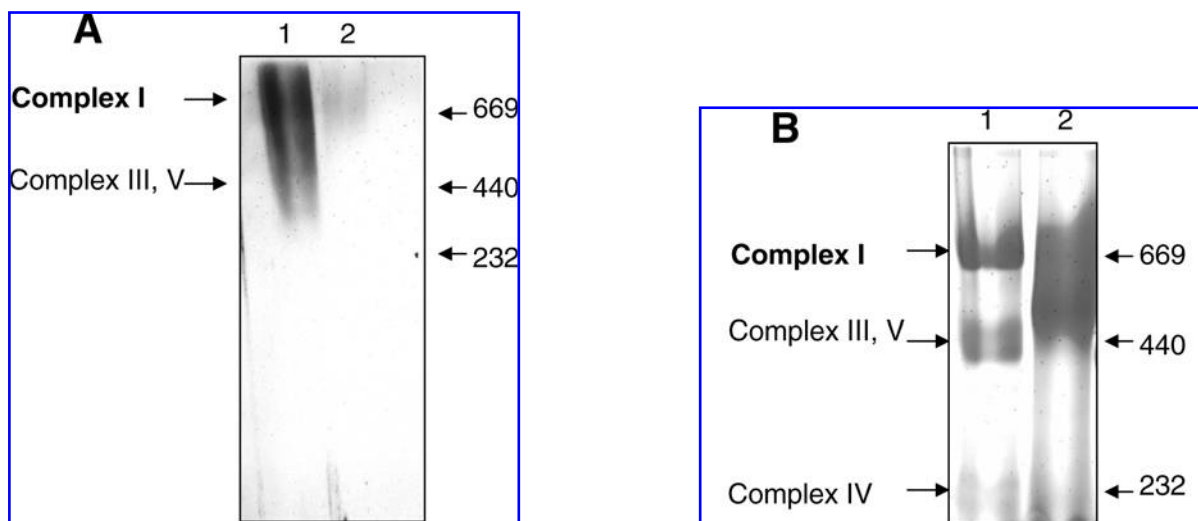 A
1 2
Complex I
669
Complex III, V
440
232
B
1 2
Complex I
669
Complex III, V
440
Complex IV
232